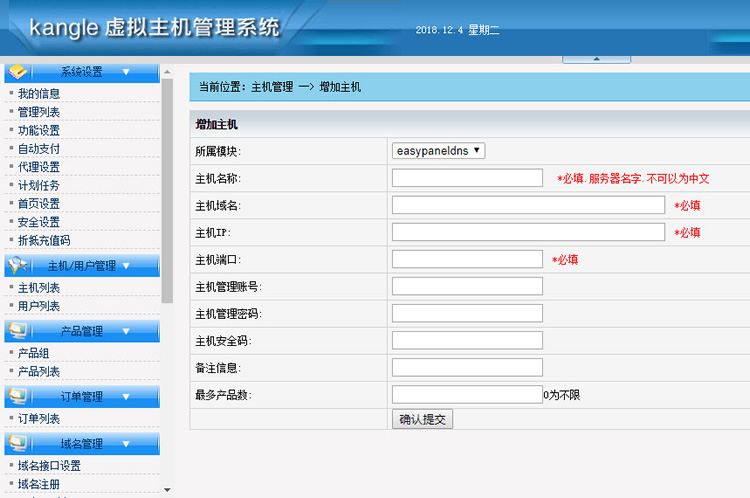 kangle 虚拟主机管理系统
2018.12.4 星期二
系统设置
我的信息
管理列表
功能设置
自动支付
代理设置
计划任务
首页设置
安全设置
折抵充值码
主机/用户管理
主机列表
用户列表
产品管理
产品组
产品列表
订单管理
订单列表
域名管理
域名接口设置
域名注册
当前位置: 主机管理 —> 增加主机
增加主机
所属模块: easypaneldns
主机名称: *必填.服务器名字.不可以为中文
主机域名: *必填
主机IP: *必填
主机端口: *必填
主机管理账号:
主机管理密码:
主机安全码:
备注信息:
最多产品数: 0为不限
确认提交